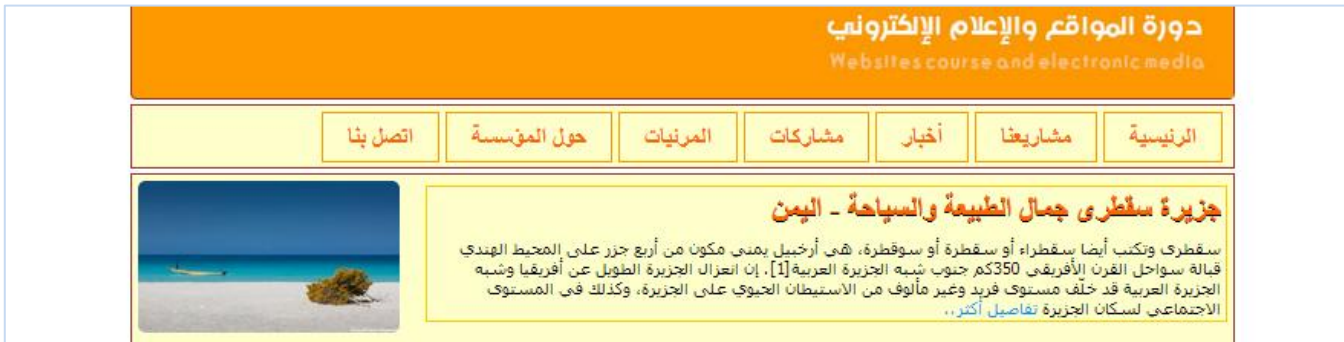 دورة المواقع والإعلام الإلكتروني
Websites course and electronic media
الرئيسية مشاريعنا أخبار مشاركات المرئيات حول المؤسسة اتصل بنا
جزيرة سقطرى جمال الطبيعة والسياحة - اليمن
سقطرى وتكتب أيضا سقطراء أو سقطرة أو سوقطرة، هي أرخبيل يمني مكون من أربع جزر على المحيط الهندي
قبالة سواحل القرن الأفريقي 350كم جنوب شبه الجزيرة العربية[1]. إن انعزال الجزيرة الطويل عن أفريقيا وشبه
الجزيرة العربية قد خلّف مستوى فريد وغير مألوف من الاستيطان الحيوي على الجزيرة، وكذلك في المستوى
الاجتماعي لسكان الجزيرة تفاصيل أكثر..